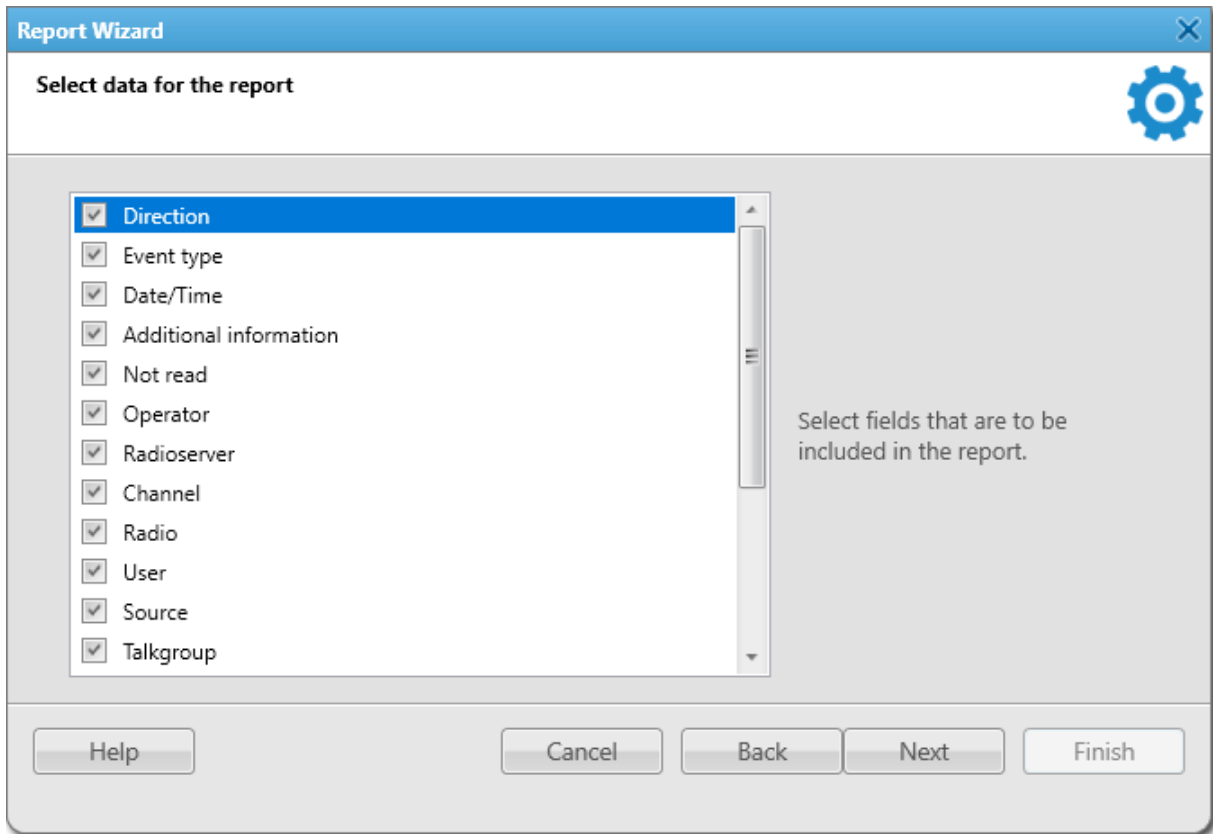 Report Wizard
Select data for the report
Direction
Event type
Date/Time
Additional information
Not read
Operator
Radioserver
Channel
Radio
User
Source
Talkgroup
Select fields that are to be
included in the report.
Help
Cancel
Back
Next
Finish